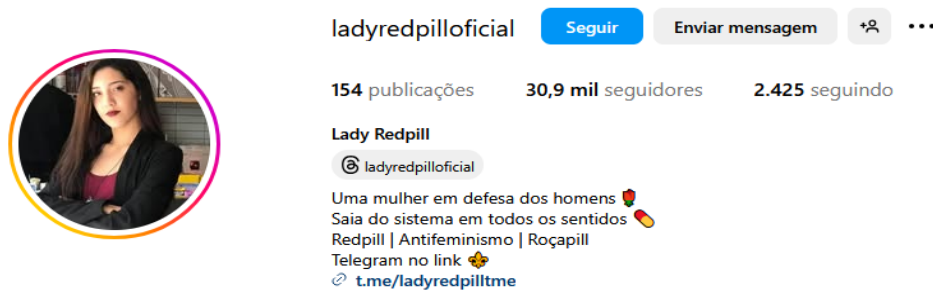 ladyredpilloficial Seguir Enviar mensagem
154 publicações 30,9 mil seguidores 2.425 seguindo
Lady Redpill
ladyredpilloficial
Uma mulher em defesa dos homens 🌹
Saia do sistema em todos os sentidos 💊
Redpill | Antifeminismo | Roçapill
Telegram no link ⚜️
t.me/ladyredpilltme